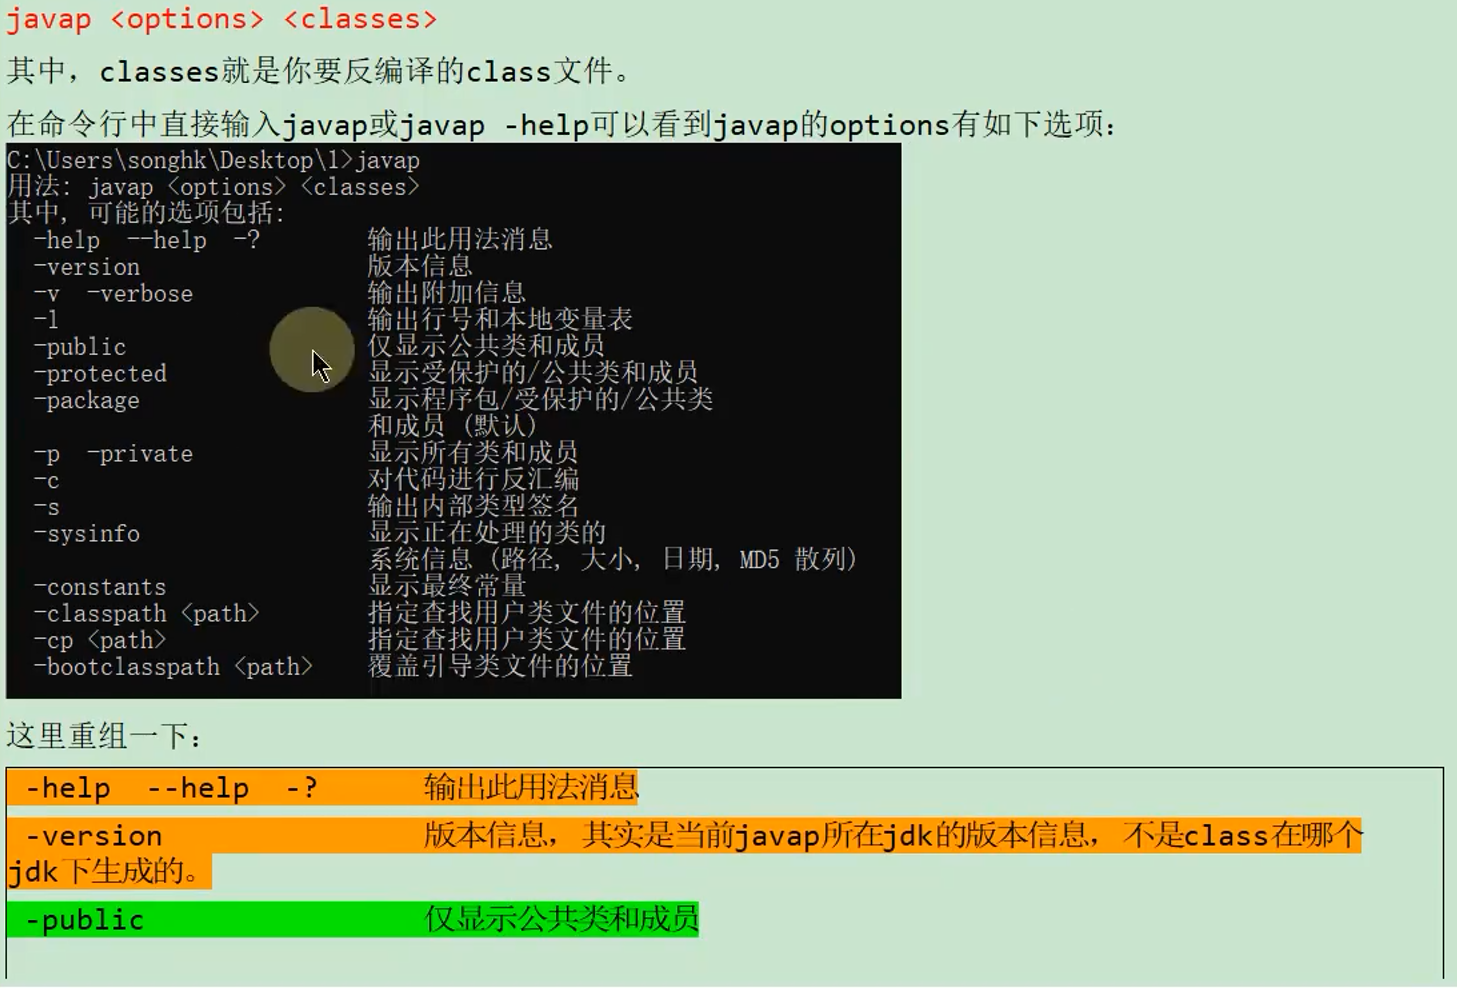 javap <options> <classes>
其中，classes就是你要反编译的class文件。
在命令行中直接输入javap或javap -help可以看到javap的options有如下选项：
C:\Users\songhk\Desktop\1>javap
用法: javap <options> <classes>
其中, 可能的选项包括:
-help --help -? 输出此用法消息
-version 版本信息
-v -verbose 输出附加信息
-l 输出行号和本地变量表
-public 仅显示公共类和成员
-protected 显示受保护的/公共类和成员
-package 显示程序包/受保护的/公共类
和成员 (默认)
-p -private 显示所有类和成员
-c 对代码进行反汇编
-s 输出内部类型签名
-sysinfo 显示正在处理的类的
系统信息 (路径, 大小, 日期, MD5 散列)
-constants 显示最终常量
-classpath <path> 指定查找用户类文件的位置
-cp <path> 指定查找用户类文件的位置
-bootclasspath <path> 覆盖引导类文件的位置
这里重组一下：
-help --help -? 输出此用法消息
-version 版本信息，其实是当前javap所在jdk的版本信息，不是class在哪个
jdk下生成的。
-public 仅显示公共类和成员